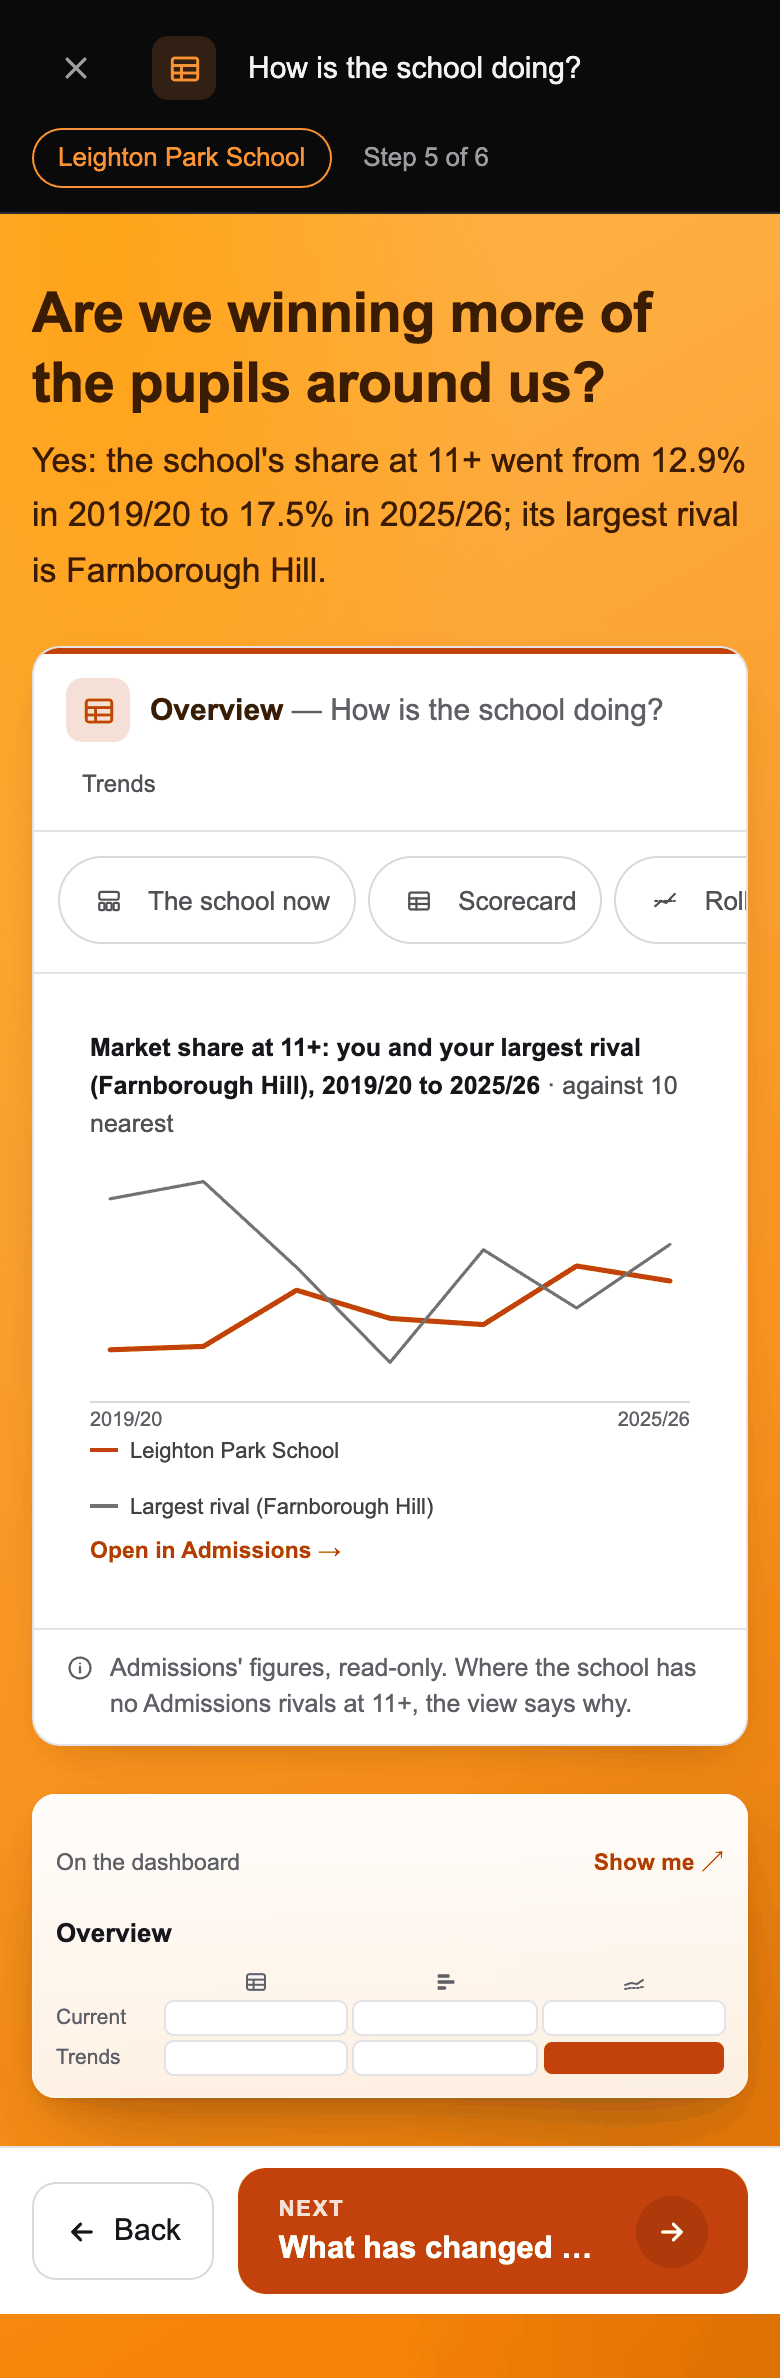 How is the school doing?
Leighton Park School
Step 5 of 6
Are we winning more of
the pupils around us?
Yes: the school's share at 11+ went from 12.9%
in 2019/20 to 17.5% in 2025/26; its largest rival
is Farnborough Hill.
Overview — How is the school doing?
Trends
The school now
Scorecard
Roll
Market share at 11+: you and your largest rival
(Farnborough Hill), 2019/20 to 2025/26 · against 10
nearest
2019/20
2025/26
Leighton Park School
Largest rival (Farnborough Hill)
Open in Admissions →
Admissions' figures, read-only. Where the school has
no Admissions rivals at 11+, the view says why.
On the dashboard
Show me ↗
Overview
Current
Trends
← Back
NEXT
What has changed ...